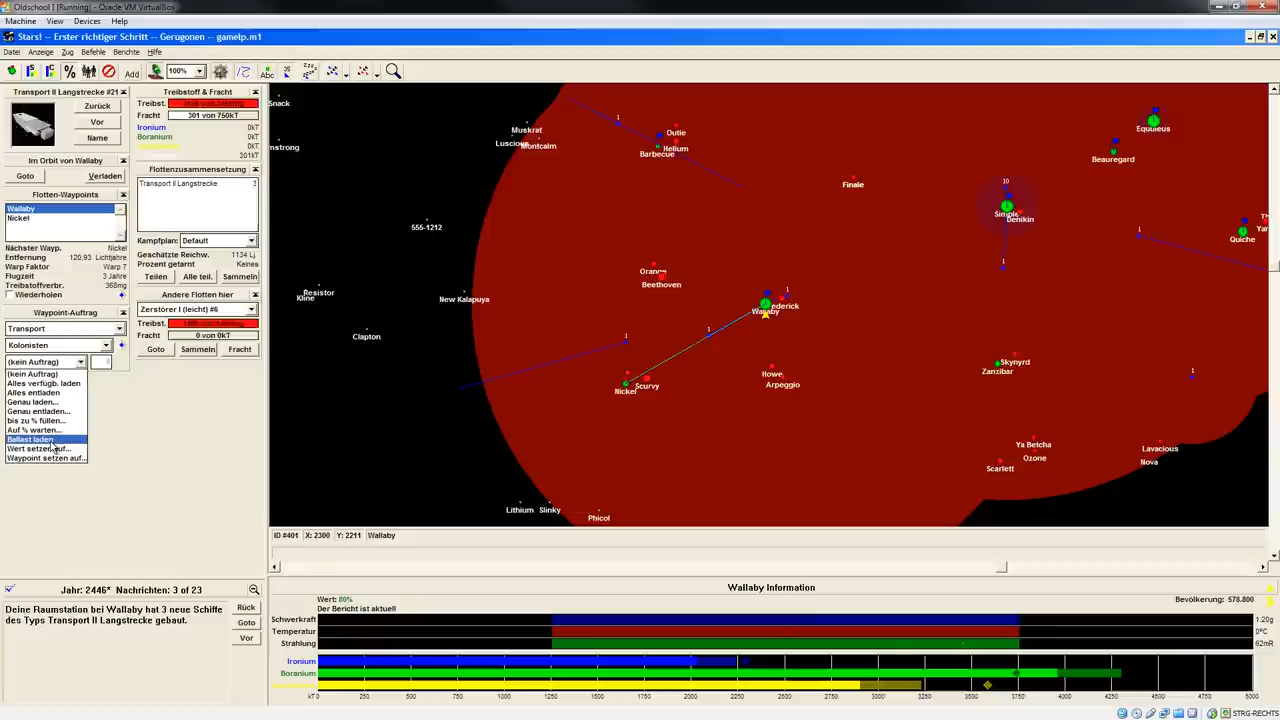 Oldschool I [Running] - Oracle VM VirtualBox
Machine View Devices Help
Stars! -- Erster richtiger Schritt -- Gerugonen -- gamelp.m1
Datei Anzeige Zug Befehle Berichte Hilfe
Add 100% Abc
Transport II Langstrecke #21
Zurück
Vor
Name
Im Orbit von Wallaby
Goto Verladen
Flotten-Waypoints
Wallaby
Nickel
Nächster Wayp. Nickel
Entfernung 120,93 Lichtjahre
Warp Faktor Warp 7
Flugzeit 3 Jahre
Treibstoffverbr. 368mg
Wiederholen
Waypoint-Auftrag
Transport
Kolonisten
(kein Auftrag)
(kein Auftrag)
Alles verfügb. laden
Alles entladen
Genau laden...
Genau entladen...
bis zu % füllen...
Auf % warten...
Ballast laden
Wert setzen auf...
Waypoint setzen auf...
Treibstoff & Fracht
Treibst.
Fracht 301 von 750kT
Ironium 0kT
Boranium 0kT
0kT
301kT
Flottenzusammensetzung
Transport II Langstrecke 3
Kampfplan: Default
Geschätzte Reichw. 1134 Lj.
Prozent getarnt Keines
Teilen Alle teil. Sammeln
Andere Flotten hier
Zerstörer I (leicht) #6
Treibst.
Fracht 0 von 0kT
Goto Sammeln Fracht
Snack
Muskrat
Montcalm
1
Outie
Helium
Barbecue
Equuleus
Beauregard
Finale
10
Denikin
1
555-1212
1
Quiche
Orange
Beethoven
Resistor
Kline
New Kalapuya
1
Wallaby
Clapton
1
1
Nickel
Scurvy
Howe
Arpeggio
Skynyrd
Zanzibar
1
Ya Betcha
Ozone
Scarlett
Lavacious
Nova
Lithium
Slinky
Phicol
ID #401 X: 2300 Y: 2211 Wallaby
Jahr: 2446* Nachrichten: 3 of 23
Deine Raumstation bei Wallaby hat 3 neue Schiffe
des Typs Transport II Langstrecke gebaut.
Rück
Goto
Vor
Wallaby Information
Wert: 80% Bevölkerung: 578.800
Der Bericht ist aktuell
Schwerkraft 1.20g
Temperatur 0°C
Strahlung 62mR
Ironium
Boranium
kT 0 250 500 750 1000 1250 1500 1750 2000 2250 2500 2750 3000 3250 3500 3750 4000 4250 4500 4750 5000
STRG-RECHTS